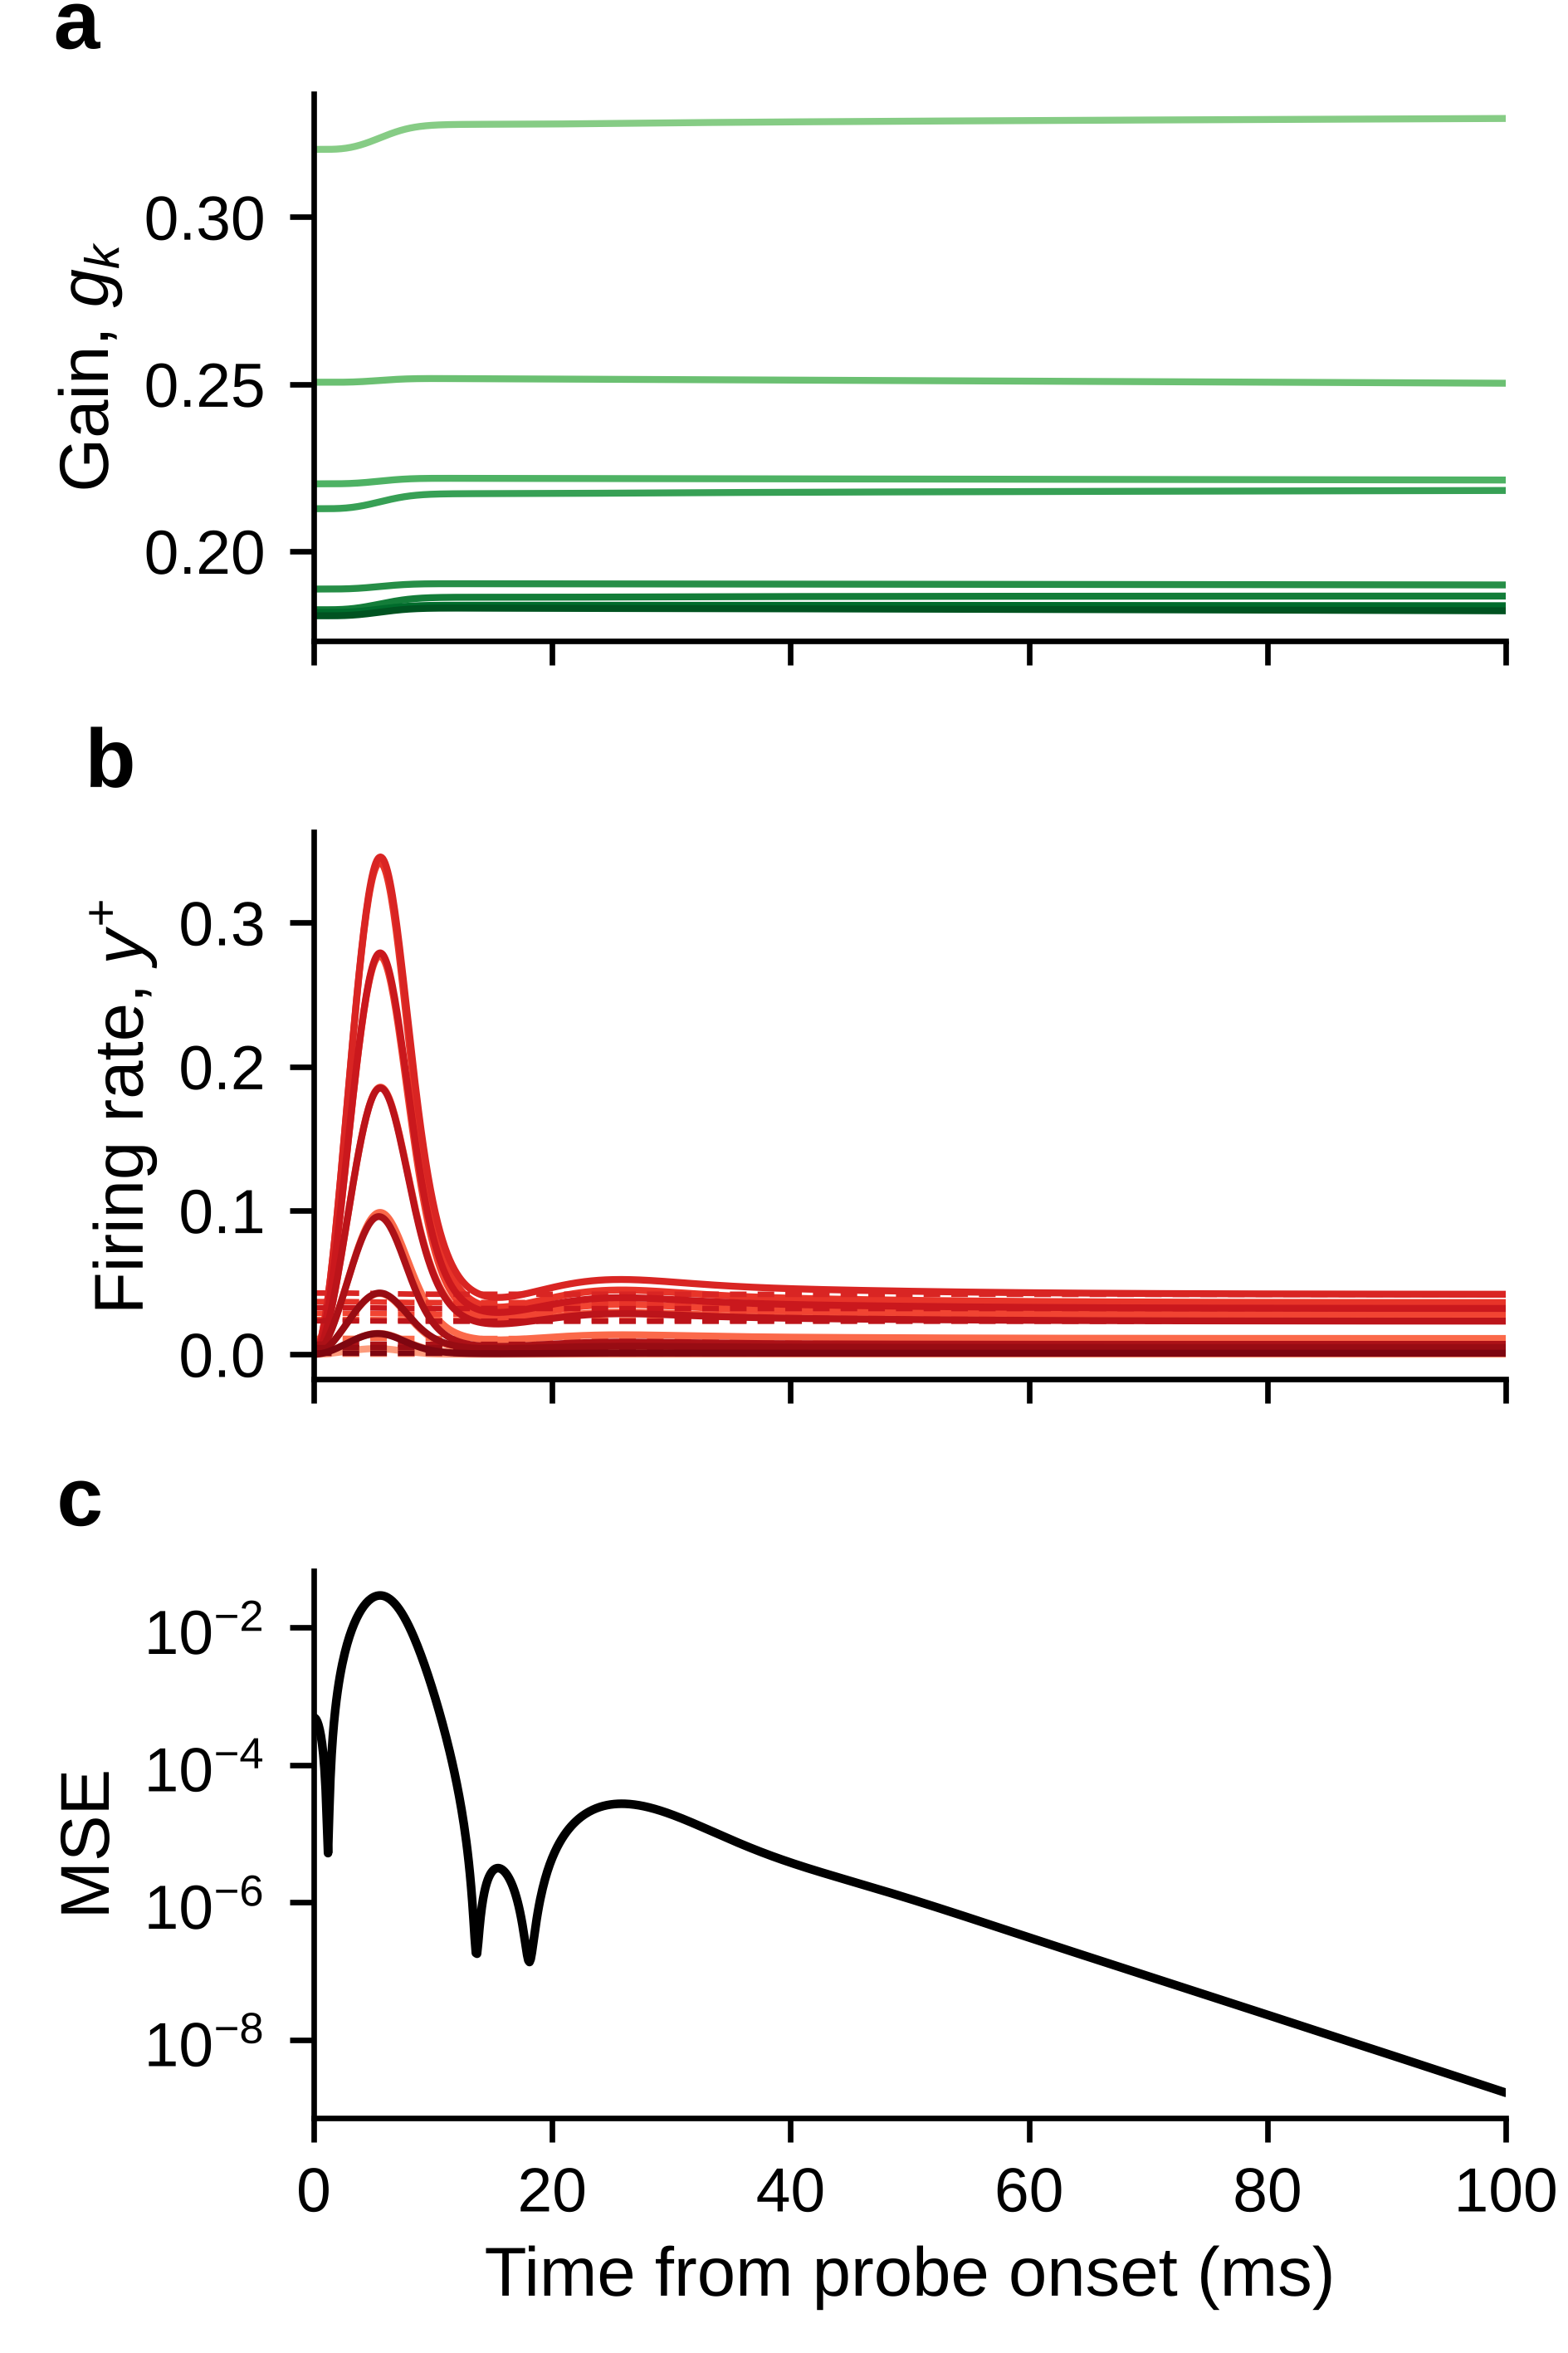 a
Gain, gₖ
0.30
0.25
0.20
b
Firing rate, y⁺
0.3
0.2
0.1
0.0
c
MSE
10⁻²
10⁻⁴
10⁻⁶
10⁻⁸
0 20 40 60 80 100
Time from probe onset (ms)